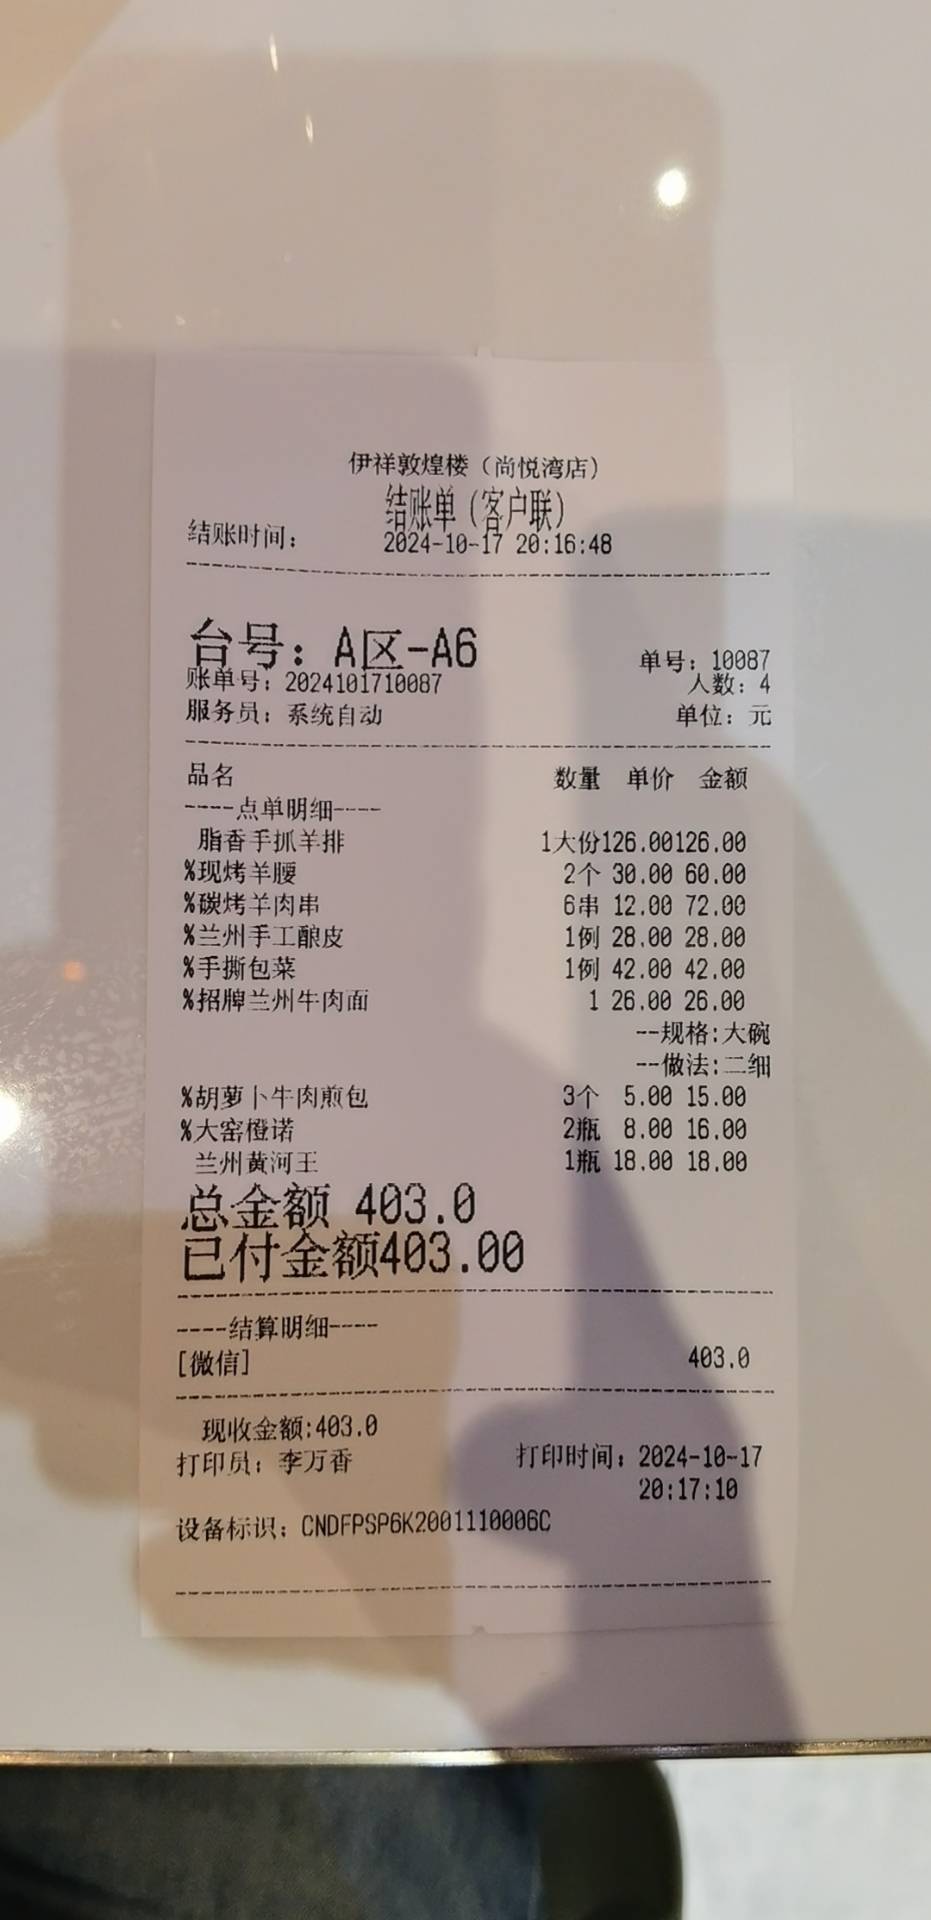 伊祥敦煌楼（尚悦湾店）
结账单（客户联）
结账时间： 2024-10-17 20:16:48
台号：A区-A6
单号：10087
账单号：2024101710087 人数：4
服务员：系统自动 单位：元
品名 数量 单价 金额
----点单明细----
脂香手抓羊排 1大份126.00126.00
%现烤羊腰 2个 30.00 60.00
%碳烤羊肉串 6串 12.00 72.00
%兰州手工酿皮 1例 28.00 28.00
%手撕包菜 1例 42.00 42.00
%招牌兰州牛肉面 1 26.00 26.00
--规格:大碗
--做法:二细
%胡萝卜牛肉煎包 3个 5.00 15.00
%大窑橙诺 2瓶 8.00 16.00
兰州黄河王 1瓶 18.00 18.00
总金额 403.0
已付金额403.00
----结算明细----
[微信] 403.0
现收金额:403.0
打印员：李万香 打印时间：2024-10-17
20:17:10
设备标识：CNDFPSP6K2001110006C